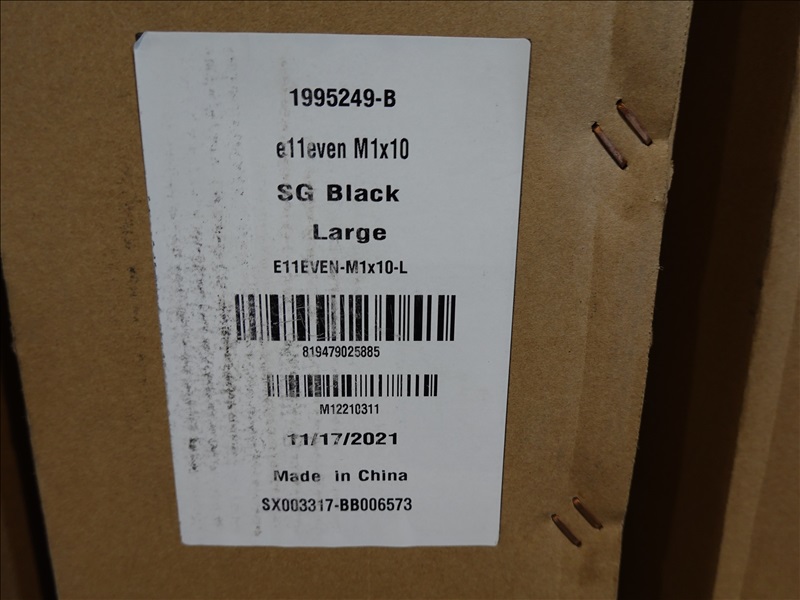 1995249-B
e11even M1x10
SG Black
Large
E11EVEN-M1x10-L
819479025885
M12210311
11/17/2021
Made in China
SX003317-BB006573